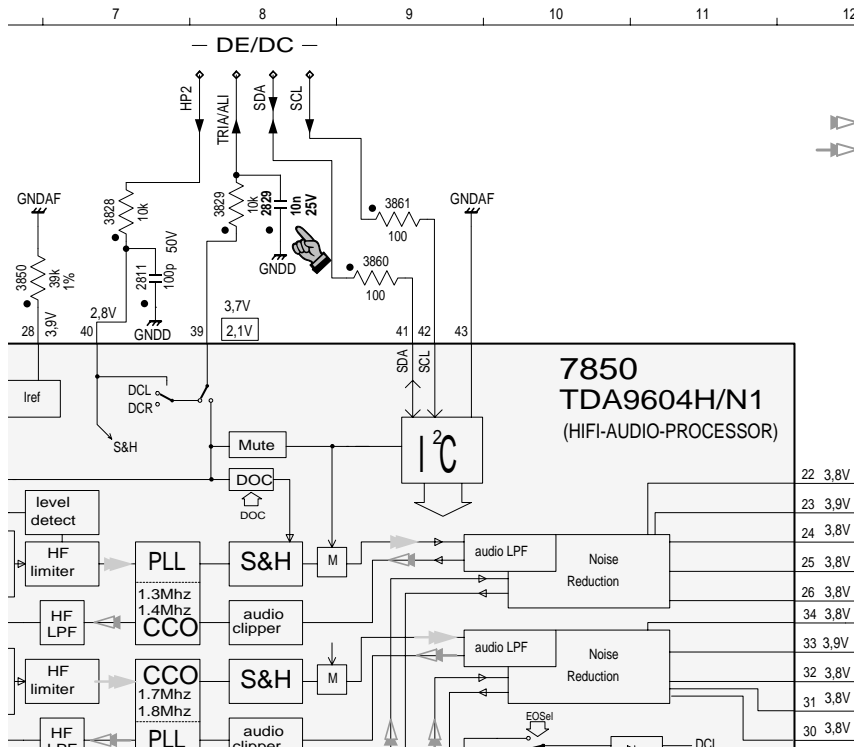 7 8 9 10 11 12
DE/DC
HP2
TRIA/ALI
SDA
SCL
GNDAF
3828
10k
3829
10k
2829
10n
25V
3861
100
GNDAF
3850
39k
1%
2811
100p
50V
GNDD
3860
100
2,8V
GNDD
3,7V
2,1V
28 3,9V 40 39 41 42 43
SDA
SCL
7850
TDA9604H/N1
(HIFI-AUDIO-PROCESSOR)
Iref
DCL
DCR
S&H
Mute
I2C
DOC
DOC
level
detect
22 3,8V
23 3,9V
24 3,8V
25 3,8V
26 3,8V
34 3,8V
33 3,9V
32 3,8V
31 3,8V
30 3,8V
HF
limiter
PLL
1.3Mhz
1.4Mhz
CCO
S&H
M
audio LPF
Noise
Reduction
HF
LPF
audio
clipper
HF
limiter
CCO
1.7Mhz
1.8Mhz
PLL
S&H
M
audio LPF
Noise
Reduction
HF
LPF
audio
clipper
EOSel
DCL